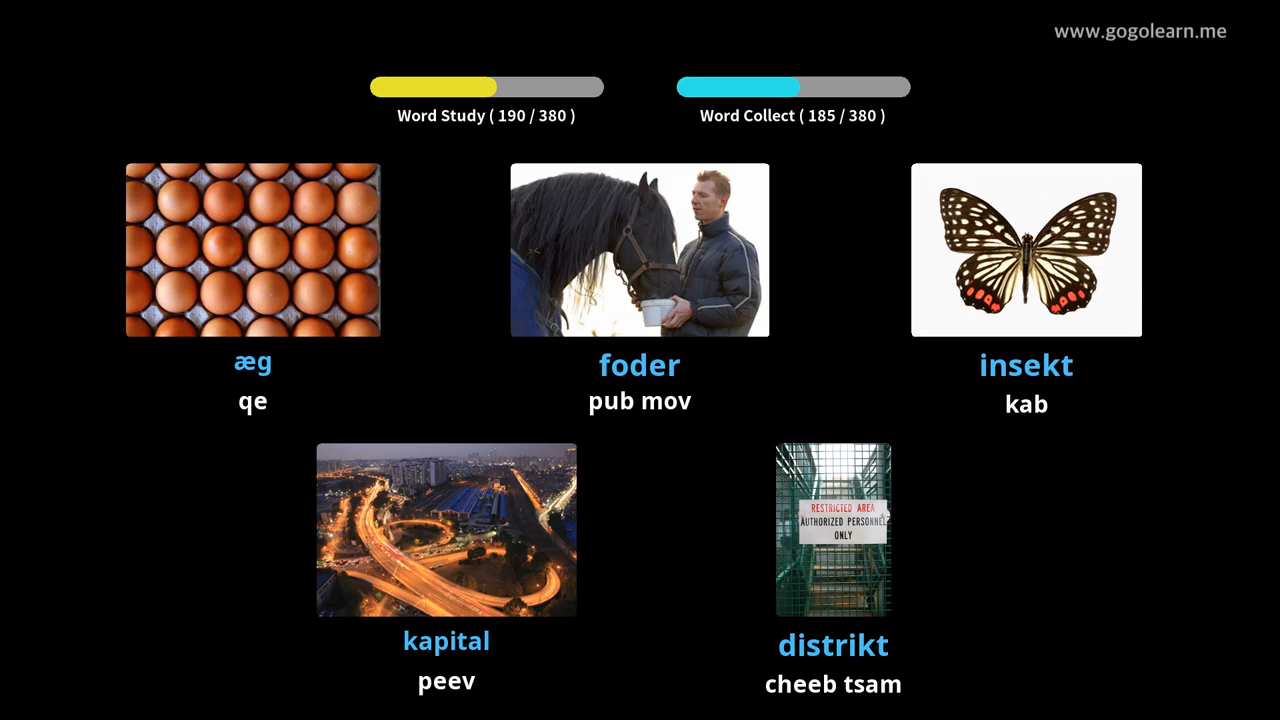 www.gogolearn.me
Word Study ( 190 / 380 )
Word Collect ( 185 / 380 )
æg
qe
foder
pub mov
insekt
kab
RESTRICTED AREA
AUTHORIZED PERSONNEL
ONLY
kapital
peev
distrikt
cheeb tsam